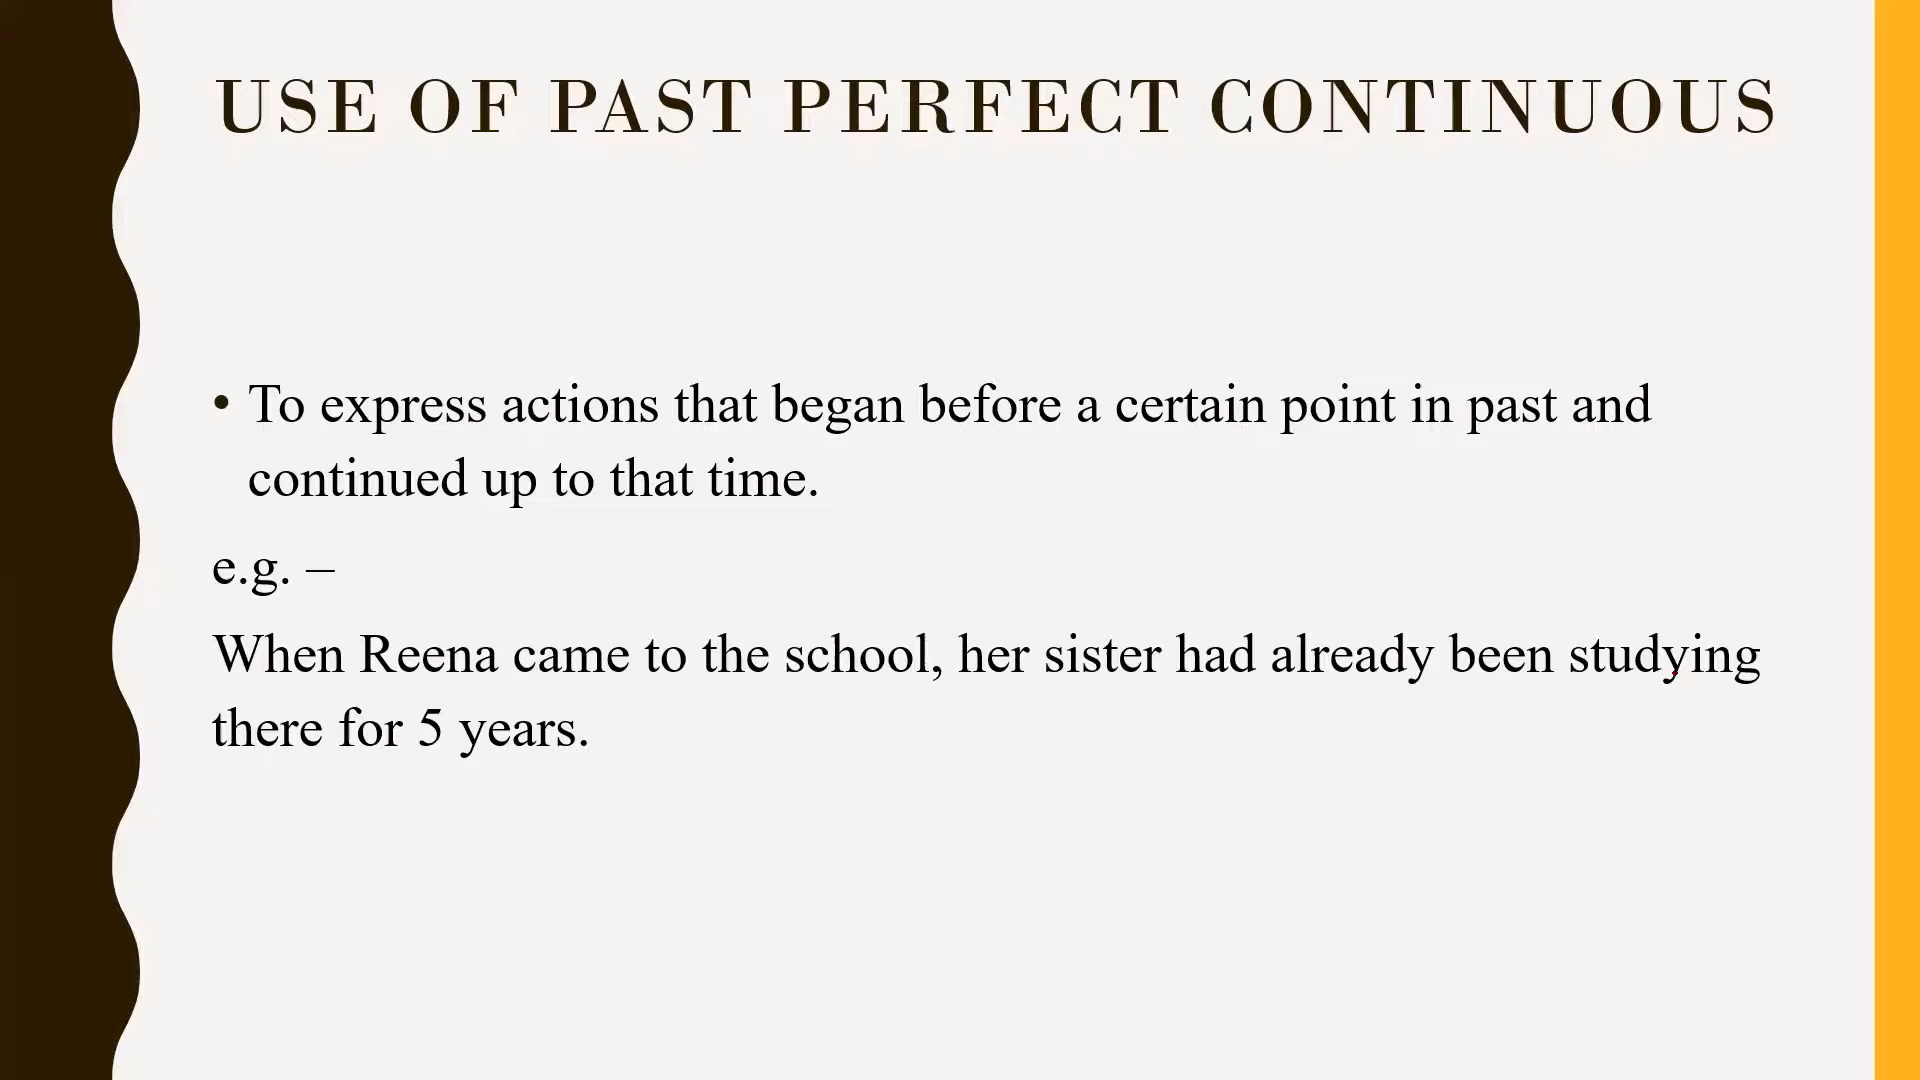 USE OF PAST PERFECT CONTINUOUS
• To express actions that began before a certain point in past and
continued up to that time.
e.g. –
When Reena came to the school, her sister had already been studying
there for 5 years.